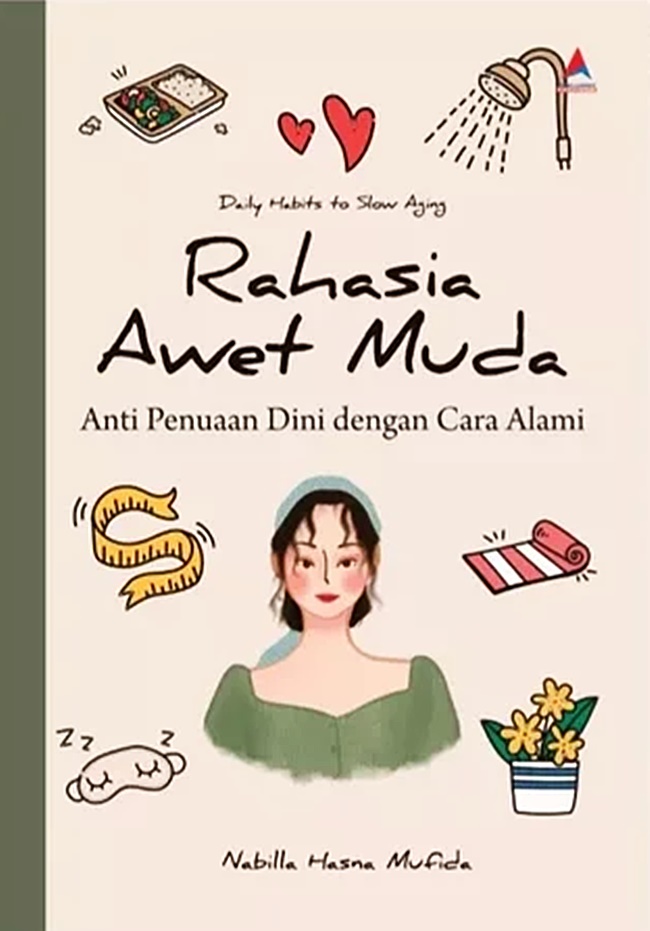 Daily Habits to Slow Aging
Rahasia
Awet Muda
Anti Penuaan Dini dengan Cara Alami
z z
z
Nabilla Hasna Mufida